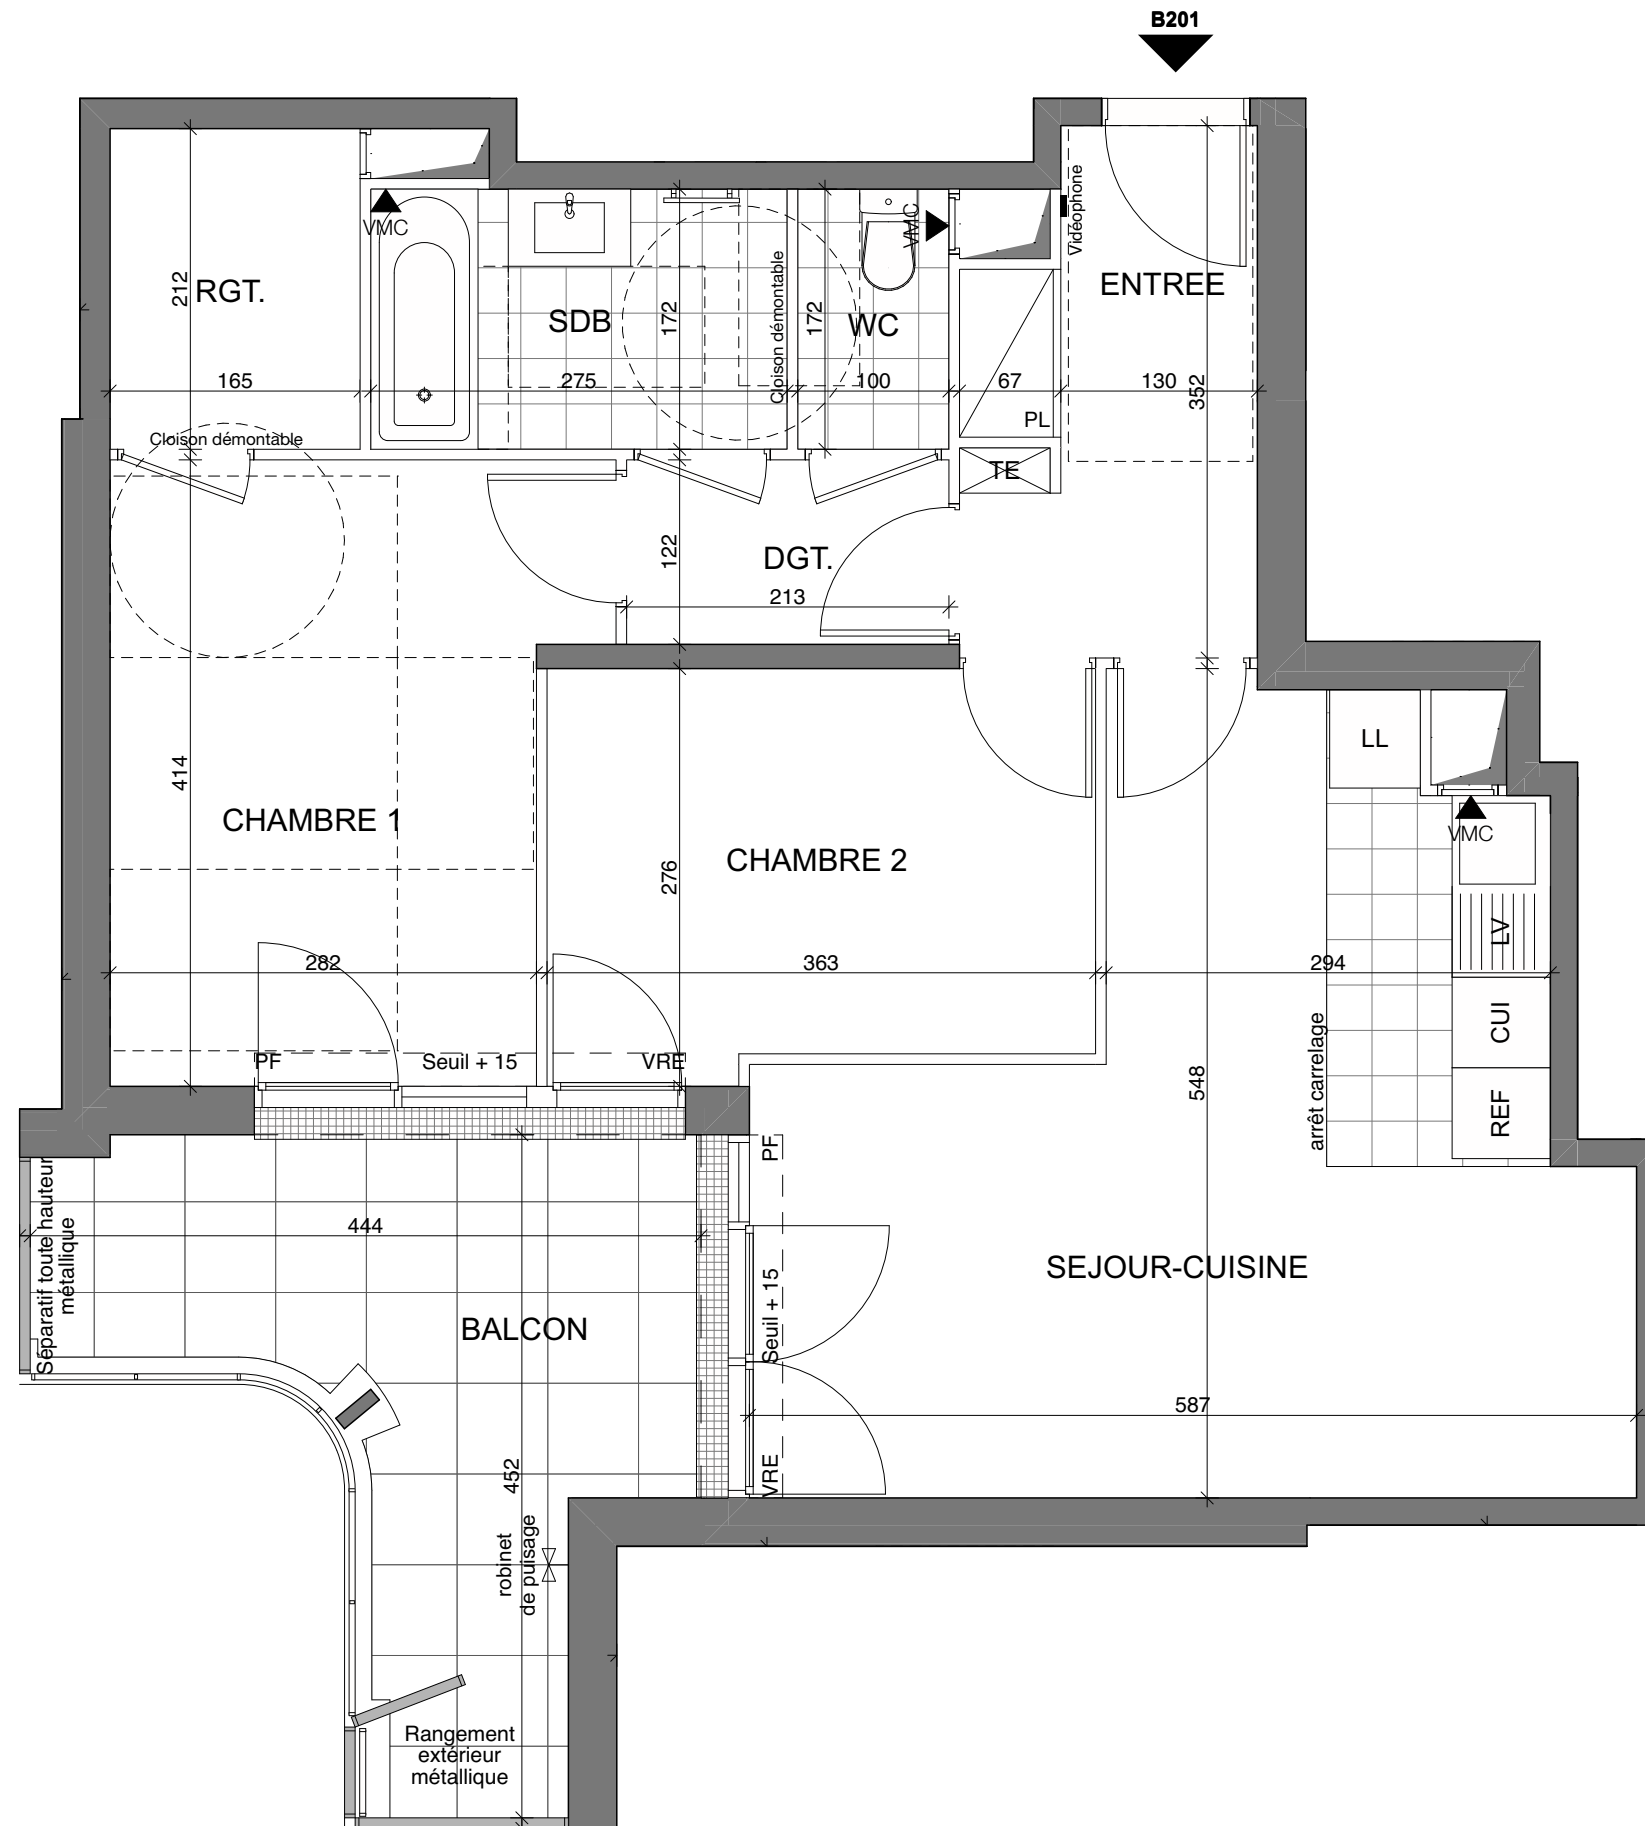 B201
Vidéophone
ENTREE
VMC
VMC
212
RGT.
SDB
172
Cloison démontable
172
WC
165
275
100
67
130
352
PL
Cloison démontable
TE
122
DGT.
213
LL
414
CHAMBRE 1
VMC
276
CHAMBRE 2
LV
282
363
294
CUI
PF
Seuil + 15
VRE
548
arrêt carrelage
REF
PF
Séparatif toute hauteur
métallique
444
SEJOUR-CUISINE
Seuil + 15
BALCON
587
VRE
452
robinet
de puisage
Rangement
extérieur
métallique